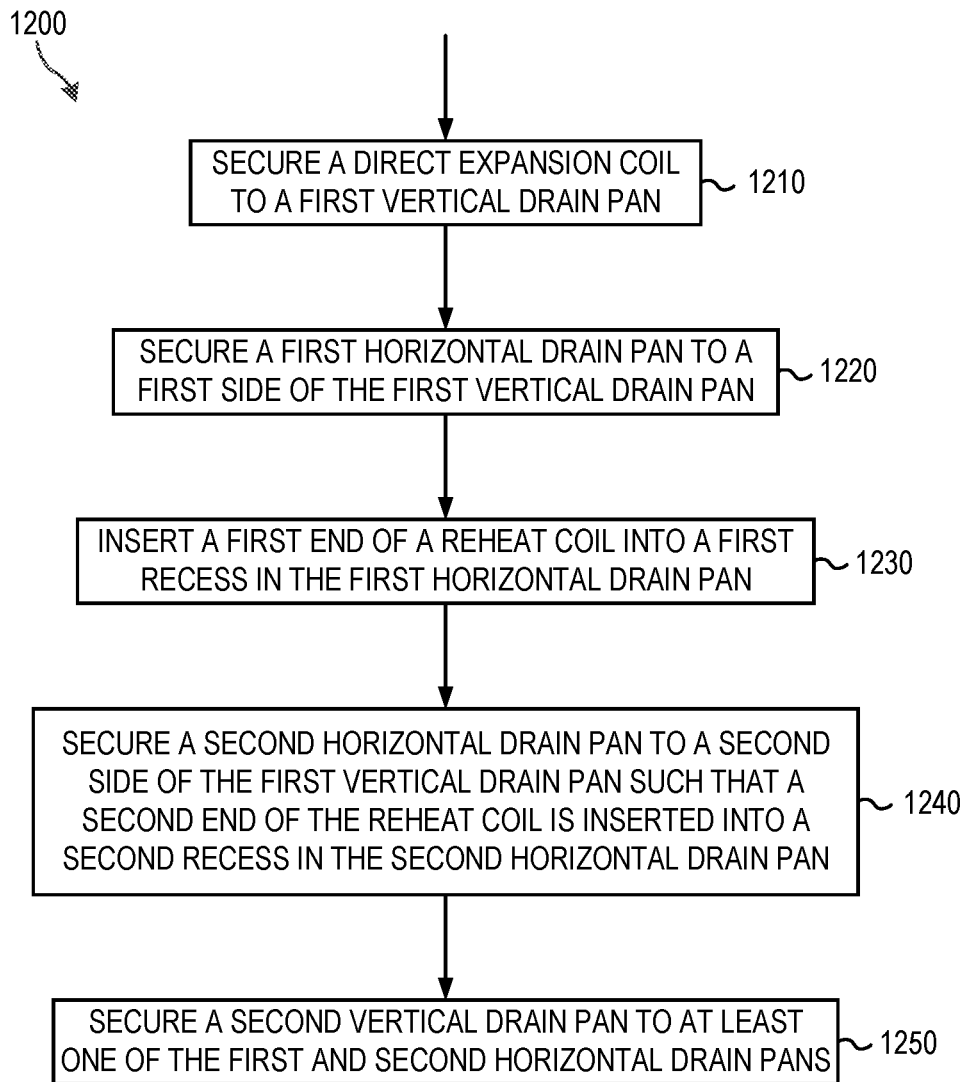 1200
SECURE A DIRECT EXPANSION COIL
TO A FIRST VERTICAL DRAIN PAN
1210
SECURE A FIRST HORIZONTAL DRAIN PAN TO A
FIRST SIDE OF THE FIRST VERTICAL DRAIN PAN
1220
INSERT A FIRST END OF A REHEAT COIL INTO A FIRST
RECESS IN THE FIRST HORIZONTAL DRAIN PAN
1230
SECURE A SECOND HORIZONTAL DRAIN PAN TO A SECOND
SIDE OF THE FIRST VERTICAL DRAIN PAN SUCH THAT A
SECOND END OF THE REHEAT COIL IS INSERTED INTO A
SECOND RECESS IN THE SECOND HORIZONTAL DRAIN PAN
1240
SECURE A SECOND VERTICAL DRAIN PAN TO AT LEAST
ONE OF THE FIRST AND SECOND HORIZONTAL DRAIN PANS
1250